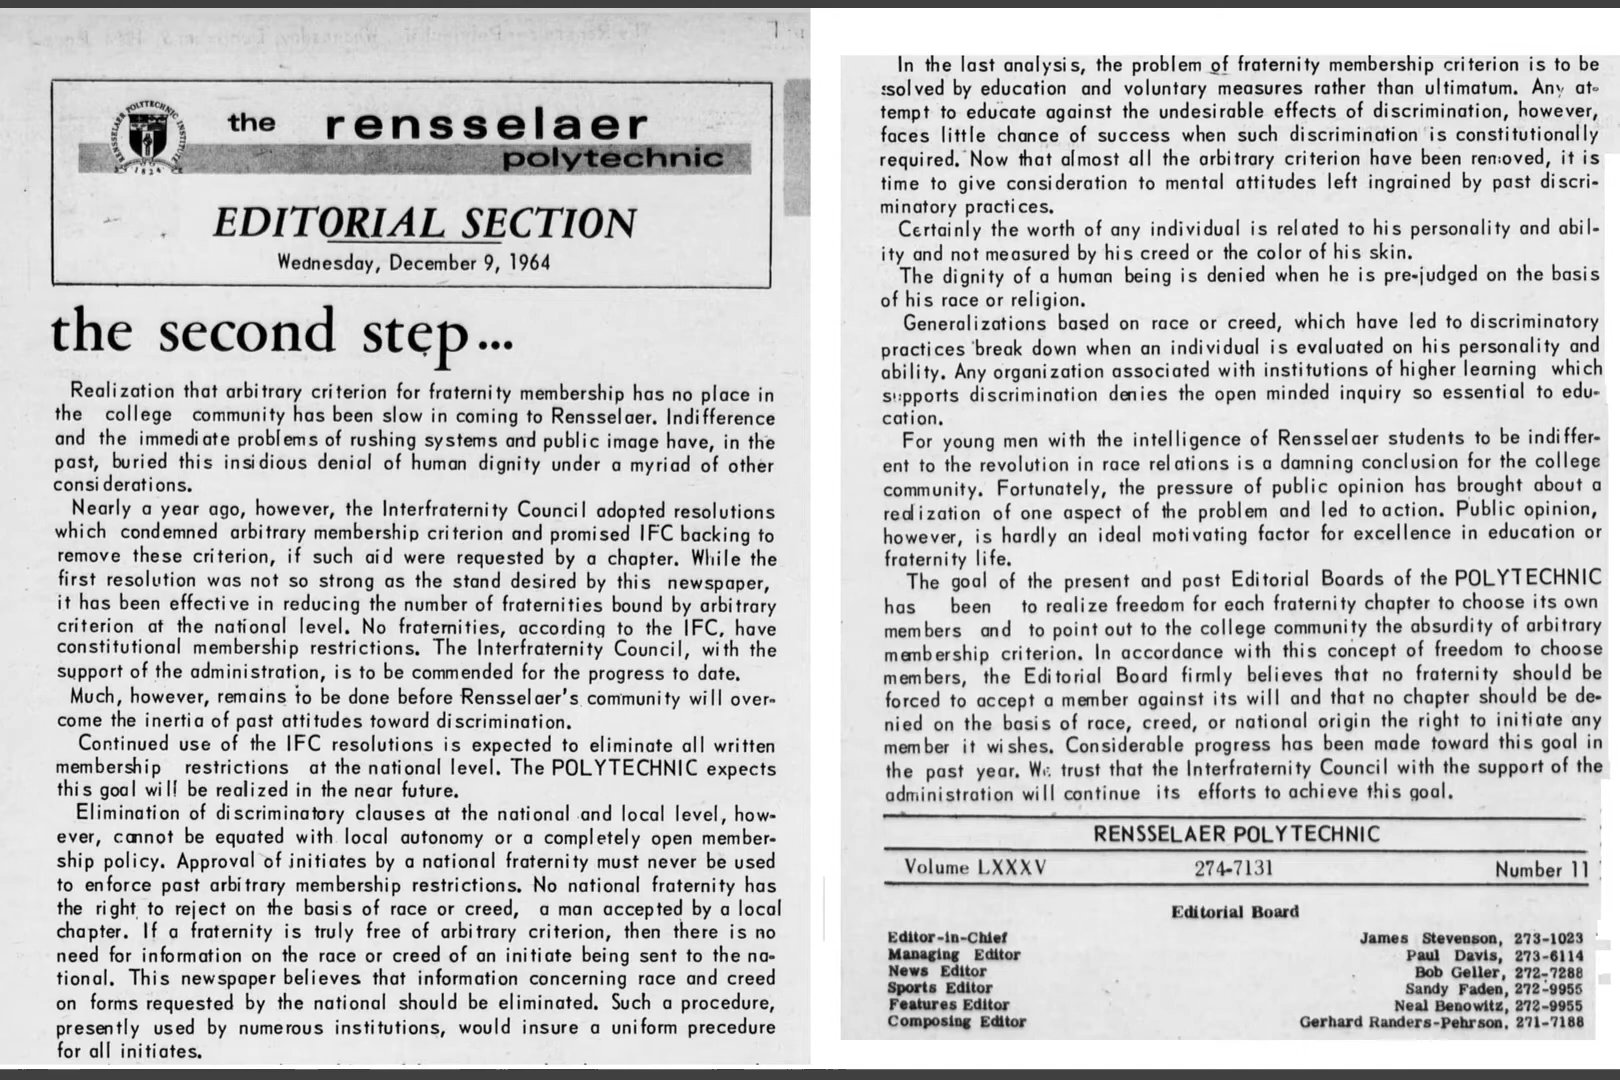 the rensselaer
polytechnic
RENSSELAER POLYTECHNIC INSTITUTE
1824
EDITORIAL SECTION
Wednesday, December 9, 1964
the second step...
Realization that arbitrary criterion for fraternity membership has no place in
the college community has been slow in coming to Rensselaer. Indifference
and the immediate problems of rushing systems and public image have, in the
past, buried this insidious denial of human dignity under a myriad of other
considerations.
Nearly a year ago, however, the Interfraternity Council adopted resolutions
which condemned arbitrary membership criterion and promised IFC backing to
remove these criterion, if such aid were requested by a chapter. While the
first resolution was not so strong as the stand desired by this newspaper,
it has been effective in reducing the number of fraternities bound by arbitrary
criterion at the national level. No fraternities, according to the IFC, have
constitutional membership restrictions. The Interfraternity Council, with the
support of the administration, is to be commended for the progress to date.
Much, however, remains to be done before Rensselaer's community will over-
come the inertia of past attitudes toward discrimination.
Continued use of the IFC resolutions is expected to eliminate all written
membership restrictions at the national level. The POLYTECHNIC expects
this goal will be realized in the near future.
Elimination of discriminatory clauses at the national and local level, how-
ever, cannot be equated with local autonomy or a completely open member-
ship policy. Approval of initiates by a national fraternity must never be used
to enforce past arbitrary membership restrictions. No national fraternity has
the right to reject on the basis of race or creed, a man accepted by a local
chapter. If a fraternity is truly free of arbitrary criterion, then there is no
need for information on the race or creed of an initiate being sent to the na-
tional. This newspaper believes that information concerning race and creed
on forms requested by the national should be eliminated. Such a procedure,
presently used by numerous institutions, would insure a uniform precedure
for all initiates.
In the last analysis, the problem of fraternity membership criterion is to be
solved by education and voluntary measures rather than ultimatum. Any at-
tempt to educate against the undesirable effects of discrimination, however,
faces little chance of success when such discrimination is constitutionally
required. Now that almost all the arbitrary criterion have been removed, it is
time to give consideration to mental attitudes left ingrained by past discri-
minatory practices.
Certainly the worth of any individual is related to his personality and abil-
ity and not measured by his creed or the color of his skin.
The dignity of a human being is denied when he is pre-judged on the basis
of his race or religion.
Generalizations based on race or creed, which have led to discriminatory
practices break down when an individual is evaluated on his personality and
ability. Any organization associated with institutions of higher learning which
supports discrimination denies the open minded inquiry so essential to edu-
cation.
For young men with the intelligence of Rensselaer students to be indiffer-
ent to the revolution in race relations is a damning conclusion for the college
community. Fortunately, the pressure of public opinion has brought about a
realization of one aspect of the problem and led to action. Public opinion,
however, is hardly an ideal motivating factor for excellence in education or
fraternity life.
The goal of the present and past Editorial Boards of the POLYTECHNIC
has been to realize freedom for each fraternity chapter to choose its own
members and to point out to the college community the absurdity of arbitrary
membership criterion. In accordance with this concept of freedom to choose
members, the Editorial Board firmly believes that no fraternity should be
forced to accept a member against its will and that no chapter should be de-
nied on the basis of race, creed, or national origin the right to initiate any
member it wishes. Considerable progress has been made toward this goal in
the past year. We trust that the Interfraternity Council with the support of the
administration will continue its efforts to achieve this goal.
RENSSELAER POLYTECHNIC
Volume LXXXV 274-7131 Number 11
Editorial Board
Editor-in-Chief James Stevenson, 273-1023
Managing Editor Paul Davis, 273-6114
News Editor Bob Geller, 272-7288
Sports Editor Sandy Faden, 272-9955
Features Editor Neal Benowitz, 272-9955
Composing Editor Gerhard Randers-Pehrson, 271-7188